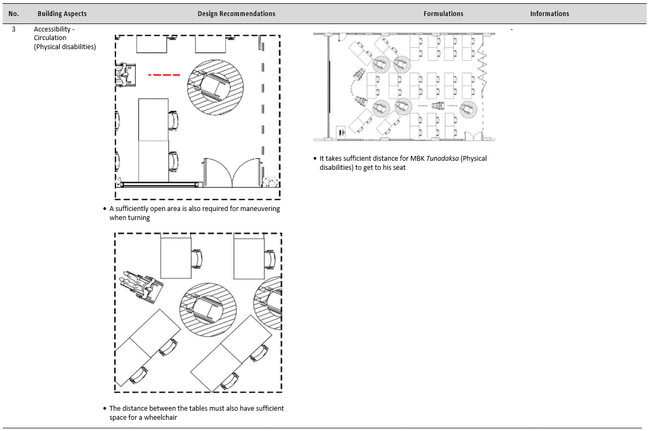 No. Building Aspects Design Recommendations Formulations Informations
3 Accessibility - -
Circulation
(Physical disabilities)
• It takes sufficient distance for MBK Tunadaksa (Physical
disabilities) to get to his seat
• A sufficiently open area is also required for maneuvering
when turning
• The distance between the tables must also have sufficient
space for a wheelchair